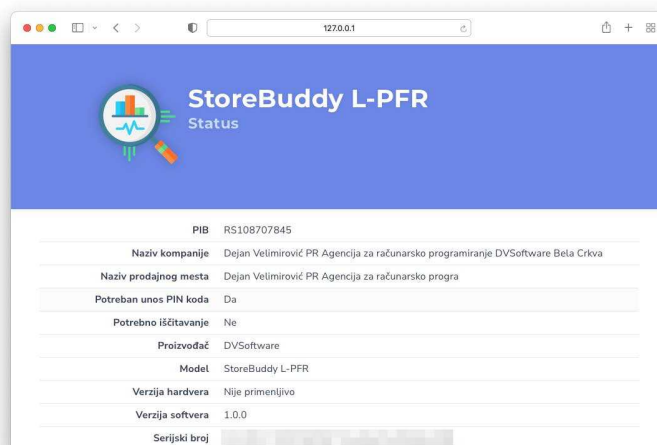 127.0.0.1
StoreBuddy L-PFR
Status
PIB RS108707845
Naziv kompanije Dejan Velimirović PR Agencija za računarsko programiranje DVSoftware Bela Crkva
Naziv prodajnog mesta Dejan Velimirović PR Agencija za računarsko progra
Potreban unos PIN koda Da
Potrebno iščitavanje Ne
Proizvođač DVSoftware
Model StoreBuddy L-PFR
Verzija hardvera Nije primenljivo
Verzija softvera 1.0.0
Serijski broj